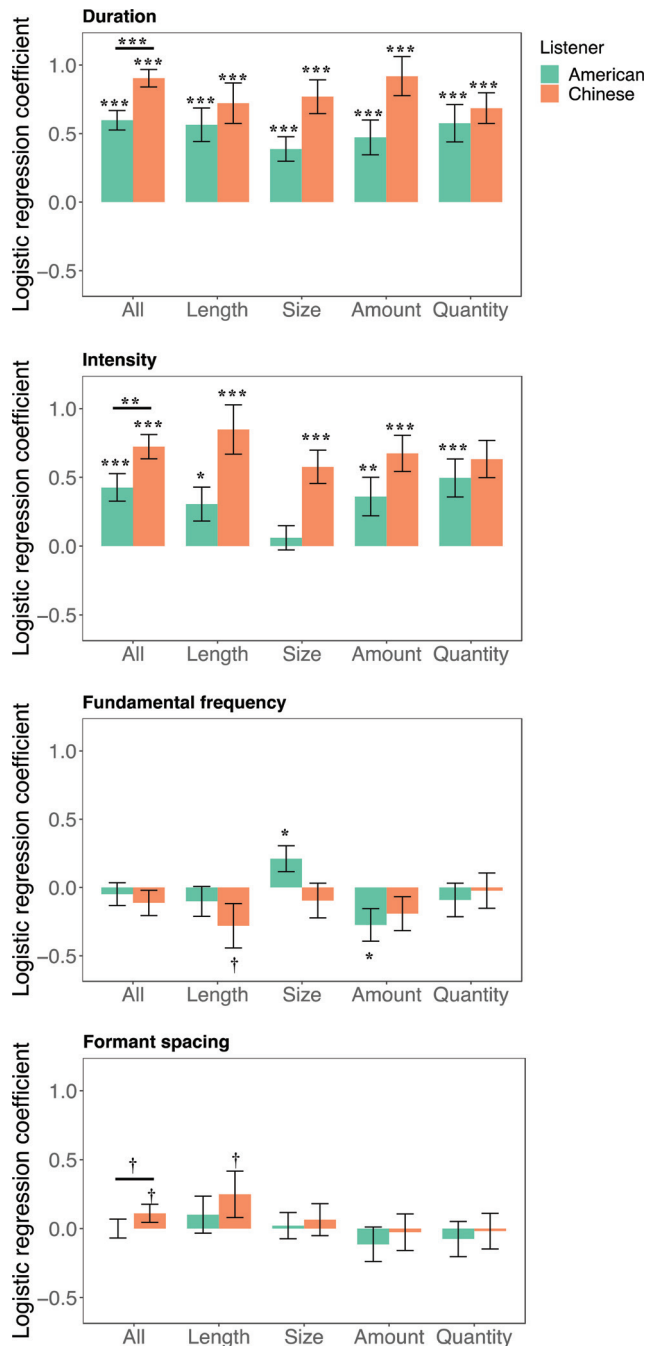 Duration
Logistic regression coefficient
1.0
0.5
0.0
−0.5
***
*** *** *** *** *** *** *** *** *** ***
All Length Size Amount Quantity
Listener
American
Chinese
Intensity
Logistic regression coefficient
1.0
0.5
0.0
−0.5
**
*** *** * *** *** ** *** ***
All Length Size Amount Quantity
Fundamental frequency
Logistic regression coefficient
1.0
0.5
0.0
−0.5
† * *
All Length Size Amount Quantity
Formant spacing
Logistic regression coefficient
1.0
0.5
0.0
−0.5
† † †
All Length Size Amount Quantity